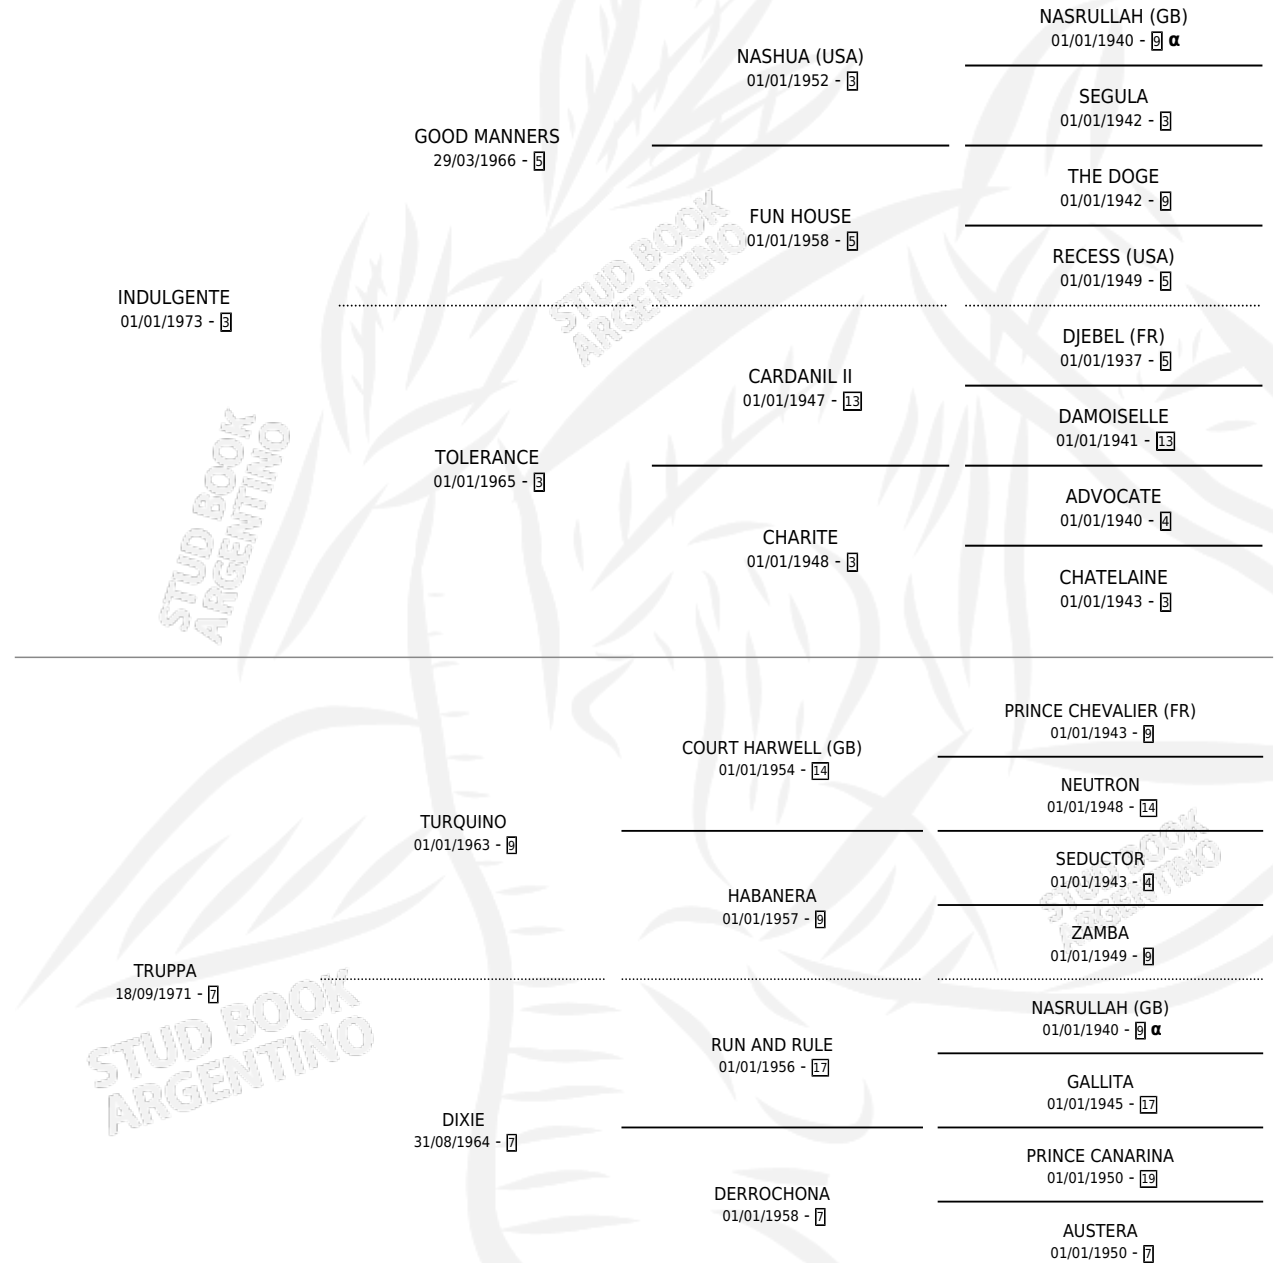 NASRULLAH (GB)
01/01/1940 - 9 α
NASHUA (USA)
01/01/1952 - 3
SEGULA
01/01/1942 - 3
GOOD MANNERS
29/03/1966 - 5
THE DOGE
01/01/1942 - 9
FUN HOUSE
01/01/1958 - 5
RECESS (USA)
01/01/1949 - 5
INDULGENTE
01/01/1973 - 3
DJEBEL (FR)
01/01/1937 - 5
CARDANIL II
01/01/1947 - 13
DAMOISELLE
01/01/1941 - 13
TOLERANCE
01/01/1965 - 3
ADVOCATE
01/01/1940 - 4
CHARITE
01/01/1948 - 3
CHATELAINE
01/01/1943 - 3
PRINCE CHEVALIER (FR)
01/01/1943 - 9
COURT HARWELL (GB)
01/01/1954 - 14
NEUTRON
01/01/1948 - 14
TURQUINO
01/01/1963 - 9
SEDUCTOR
01/01/1943 - 4
HABANERA
01/01/1957 - 9
ZAMBA
01/01/1949 - 9
TRUPPA
18/09/1971 - 7
NASRULLAH (GB)
01/01/1940 - 9 α
RUN AND RULE
01/01/1956 - 17
GALLITA
01/01/1945 - 17
DIXIE
31/08/1964 - 7
PRINCE CANARINA
01/01/1950 - 19
DERROCHONA
01/01/1958 - 7
AUSTERA
01/01/1950 - 7
STUD BOOK
ARGENTINO
STUD BOOK
ARGENTINO
STUD BOOK
ARGENTINO
STUD BOOK
ARGENTINO